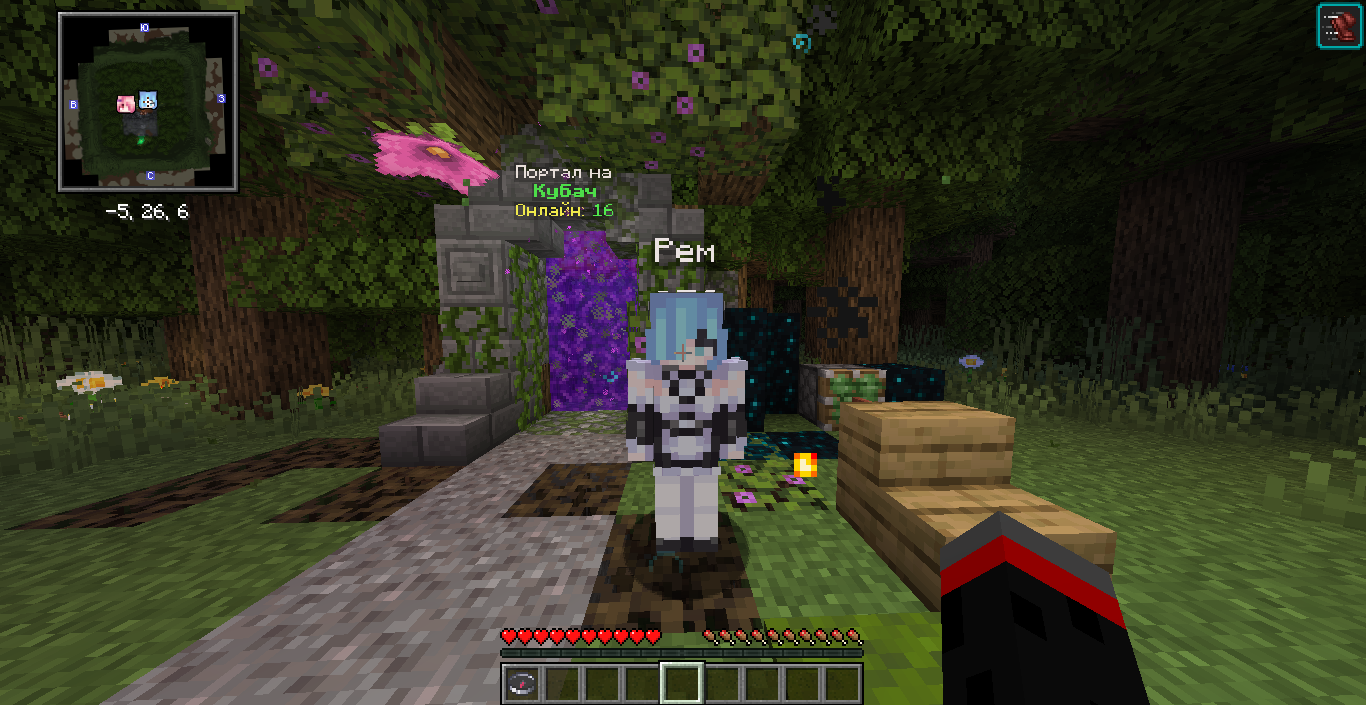 Ю
В
З
С
-5, 26, 6
Портал на
Кубач
Онлайн: 16
Рем